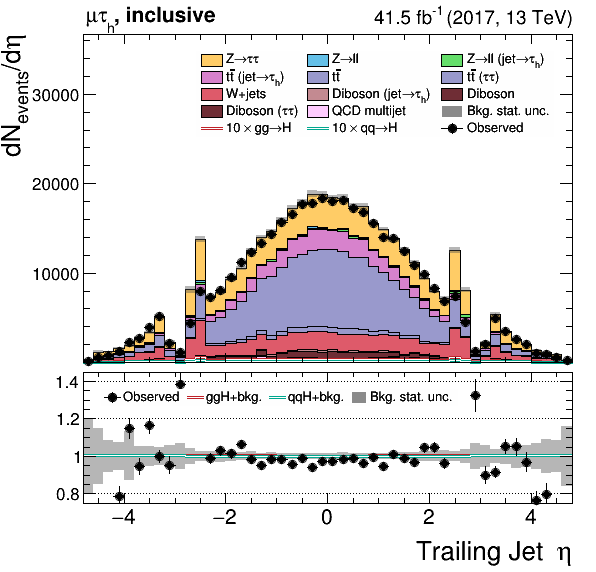 μτh, inclusive 41.5 fb⁻¹ (2017, 13 TeV)
dNevents/dη
30000
20000
10000
Z→ττ Z→ll Z→ll (jet→τh)
tt̄ (jet→τh) tt̄ tt̄ (ττ)
W+jets Diboson (jet→τh) Diboson
Diboson (ττ) QCD multijet Bkg. stat. unc.
10 × gg→H 10 × qq→H Observed
1.4
1.2
1
0.8
Observed ggH+bkg. qqH+bkg. Bkg. stat. unc.
−4 −2 0 2 4
Trailing Jet η